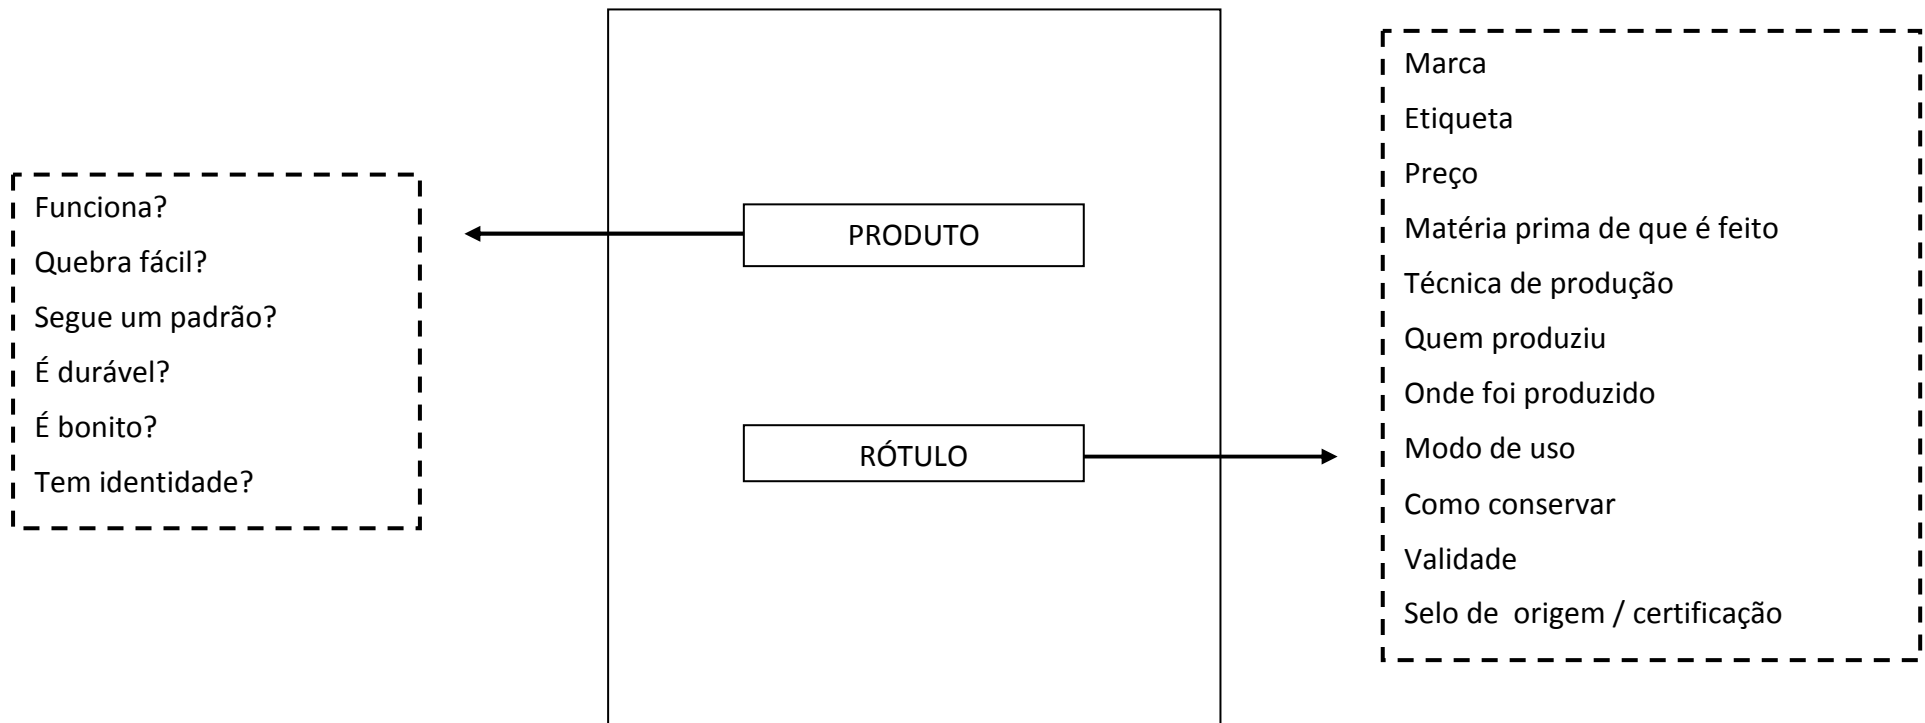 Funciona?
Quebra fácil?
Segue um padrão?
É durável?
É bonito?
Tem identidade?
PRODUTO
RÓTULO
Marca
Etiqueta
Preço
Matéria prima de que é feito
Técnica de produção
Quem produziu
Onde foi produzido
Modo de uso
Como conservar
Validade
Selo de  origem / certificação